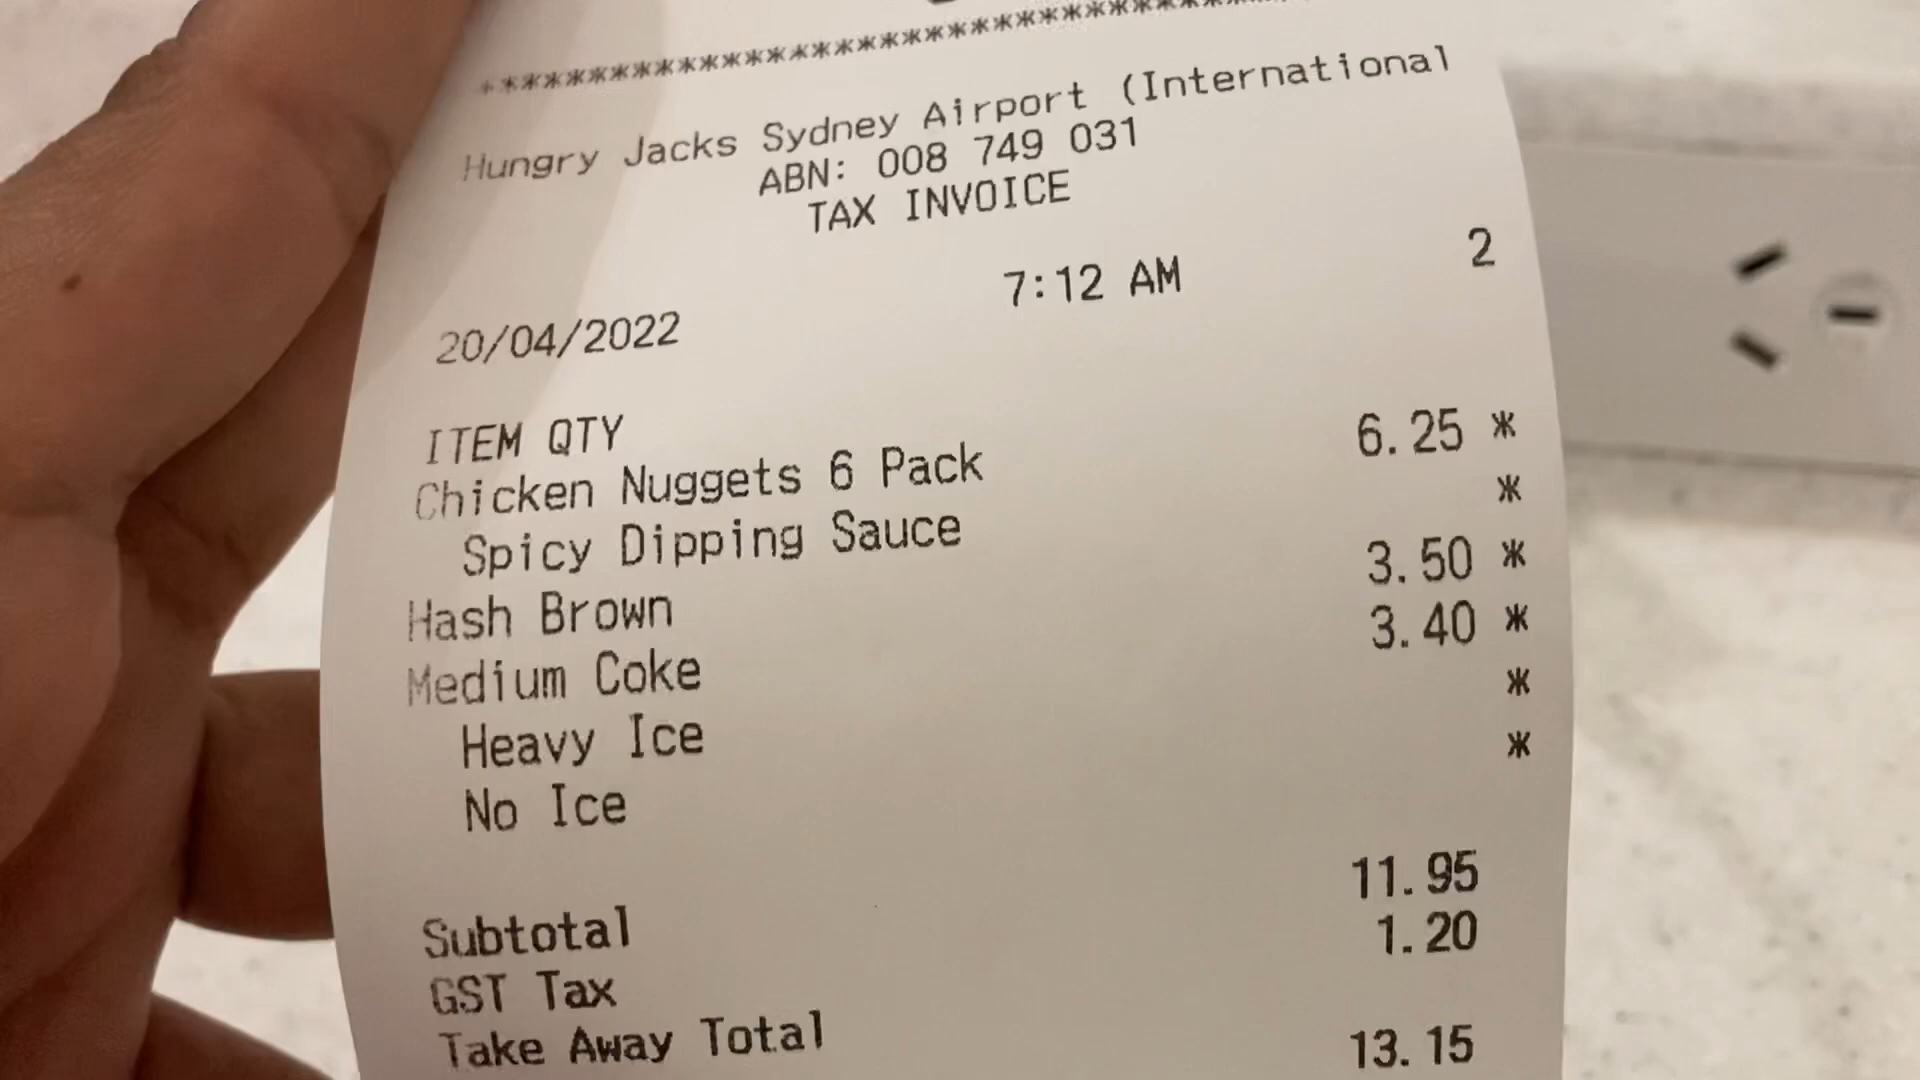 ************************************
Hungry Jacks Sydney Airport (International
ABN: 008 749 031
TAX INVOICE
20/04/2022 7:12 AM 2
ITEM QTY
Chicken Nuggets 6 Pack 6.25 *
Spicy Dipping Sauce *
Hash Brown 3.50 *
Medium Coke 3.40 *
Heavy Ice *
No Ice *
Subtotal 11.95
GST Tax 1.20
Take Away Total 13.15